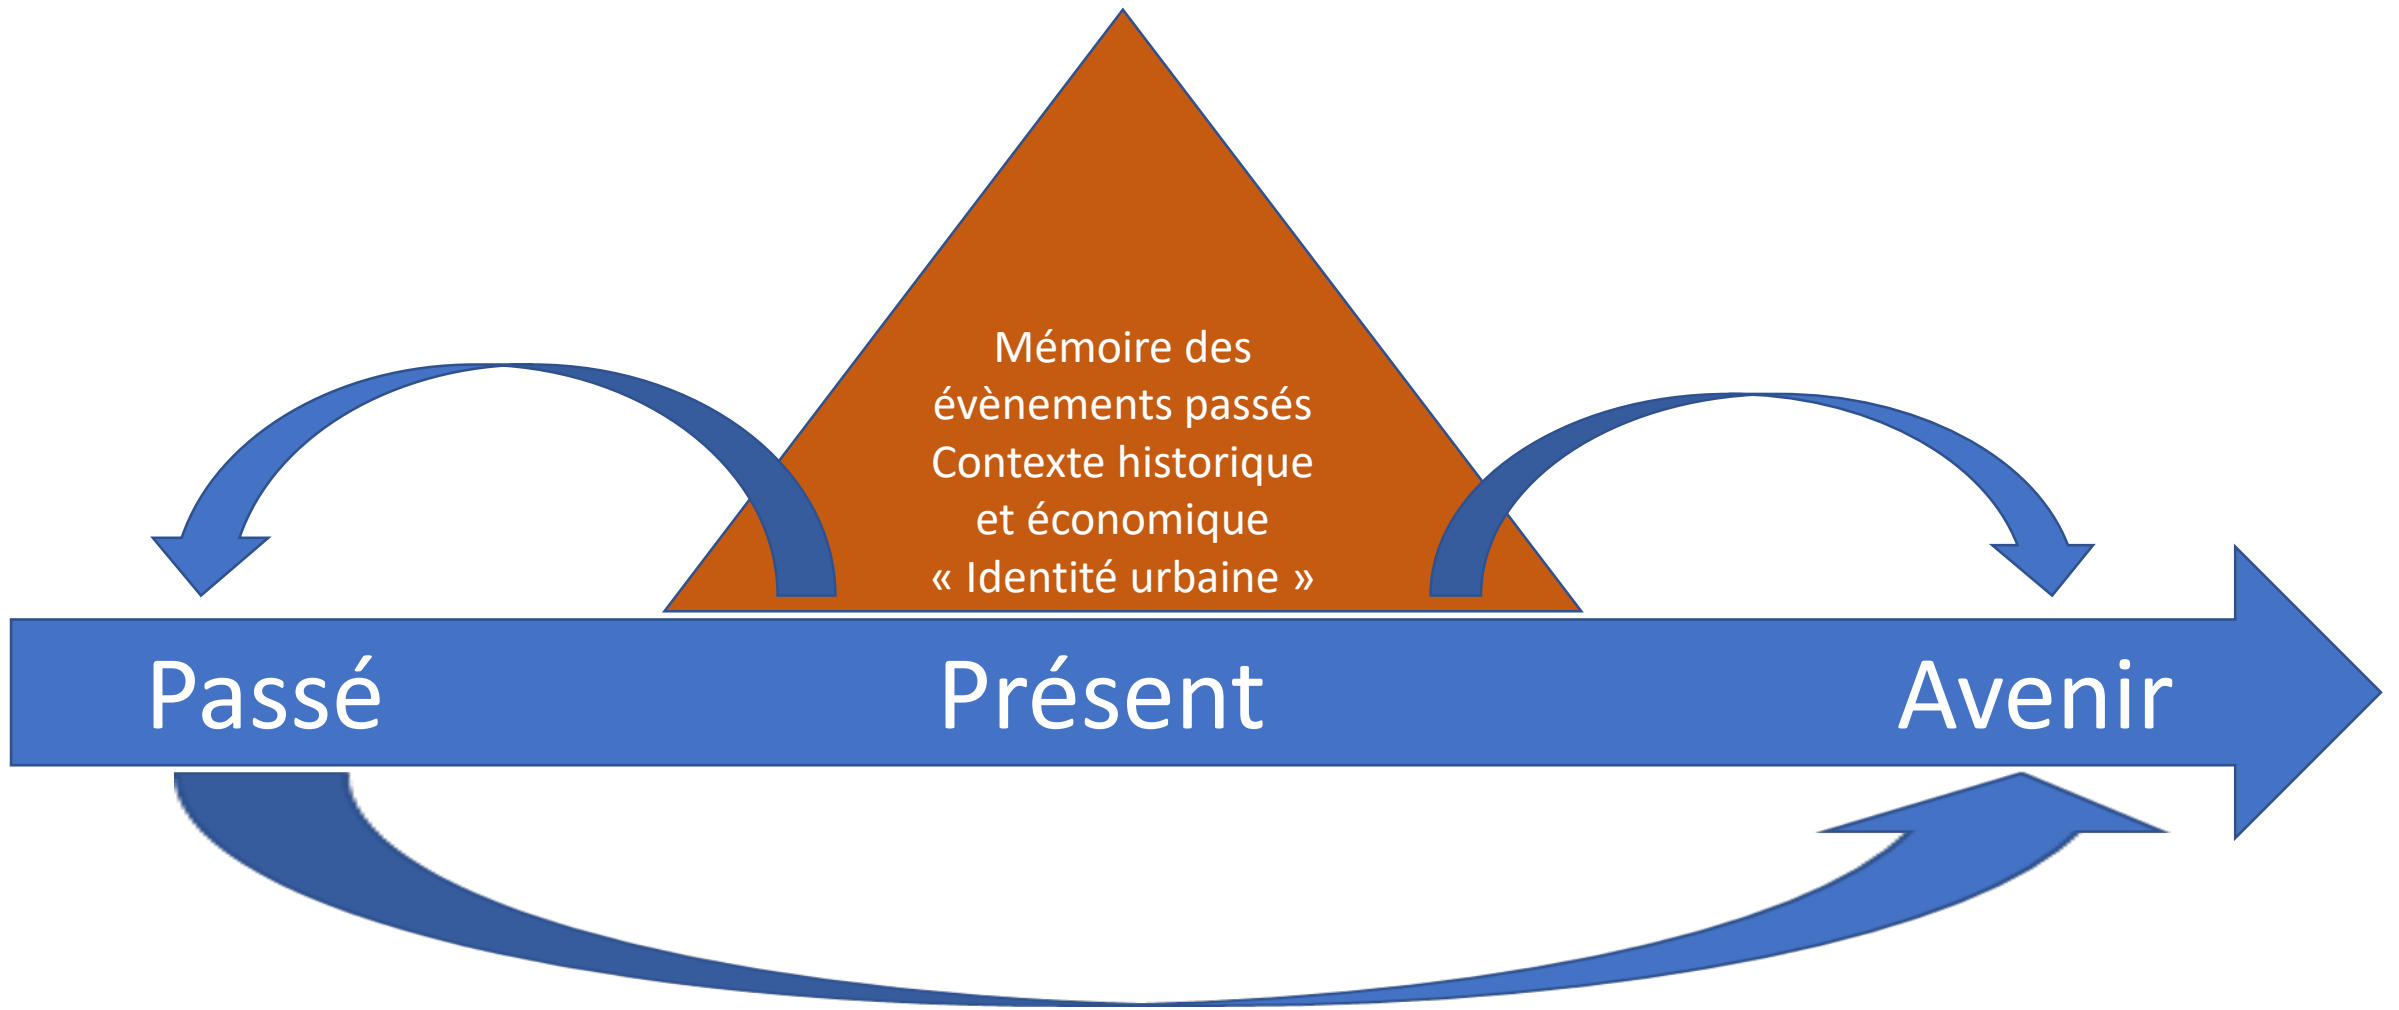 Mémoire des
évènements passés
Contexte historique
et économique
« Identité urbaine »
Passé
Présent
Avenir